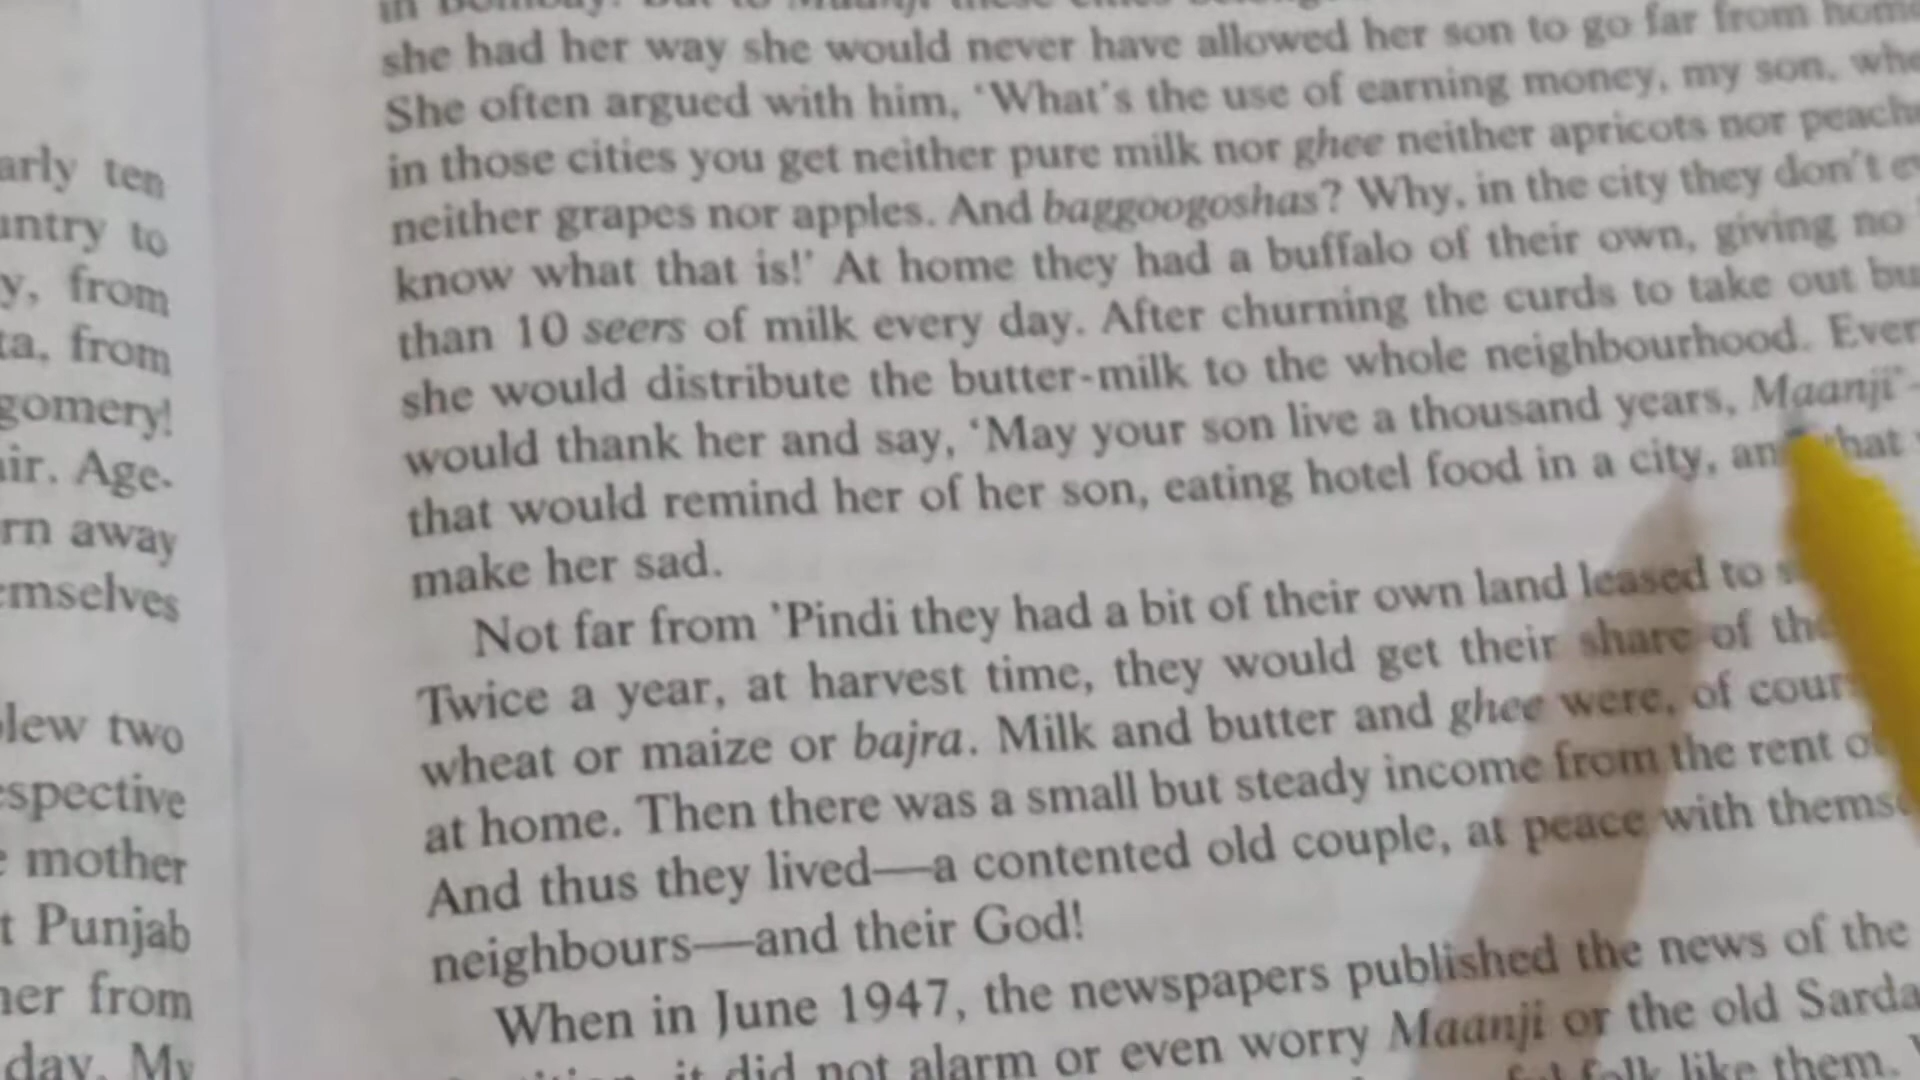 arly ten
untry to
y, from
ta, from
gomery!
air. Age-
rn away
emselves
lew two
espective
mother
t Punjab
her from
day. My
she had her way she would never have allowed her son to go far from home
She often argued with him, 'What's the use of earning money, my son, whe
in those cities you get neither pure milk nor ghee neither apricots nor peache
neither grapes nor apples. And baggoogoshas? Why, in the city they don't ev
know what that is!' At home they had a buffalo of their own, giving no
than 10 seers of milk every day. After churning the curds to take out bu
she would distribute the butter-milk to the whole neighbourhood. Ever
would thank her and say, 'May your son live a thousand years, Maanji'-
that would remind her of her son, eating hotel food in a city, an that
make her sad.
Not far from 'Pindi they had a bit of their own land leased to s
Twice a year, at harvest time, they would get their share of the
wheat or maize or bajra. Milk and butter and ghee were, of cour
at home. Then there was a small but steady income from the rent o
And thus they lived—a contented old couple, at peace with thems
neighbours—and their God!
When in June 1947, the newspapers published the news of the
it did not alarm or even worry Maanji or the old Sarda
folk like them.